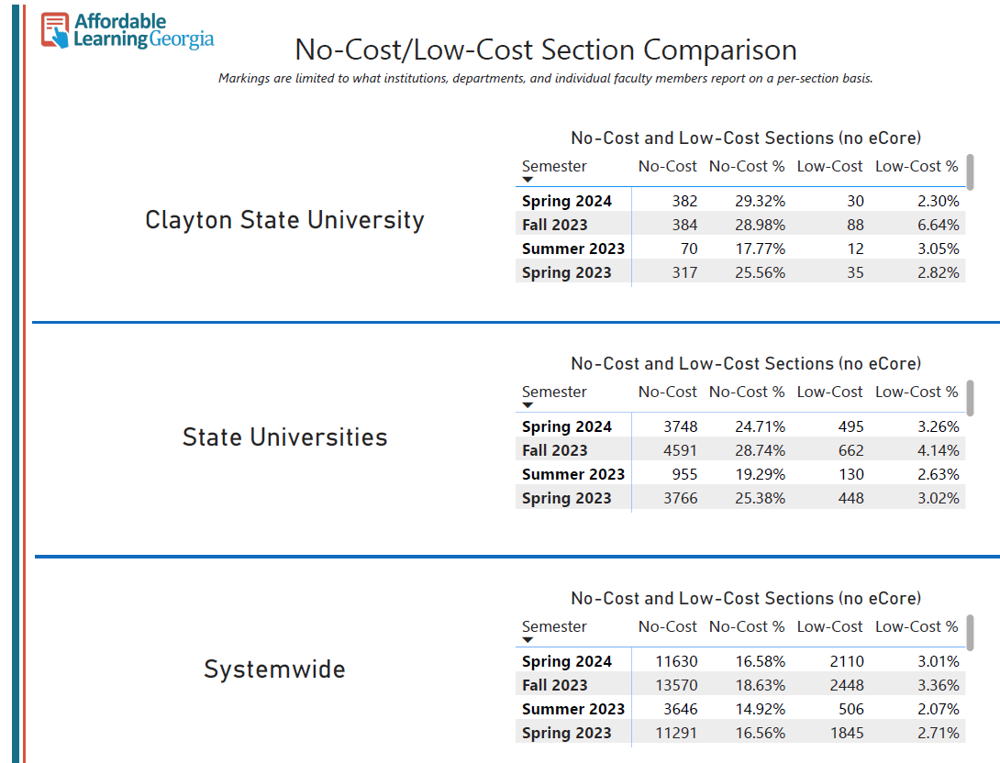 Affordable
LearningGeorgia
No-Cost/Low-Cost Section Comparison
Markings are limited to what institutions, departments, and individual faculty members report on a per-section basis.
Clayton State University
No-Cost and Low-Cost Sections (no eCore)
Semester No-Cost No-Cost % Low-Cost Low-Cost %
Spring 2024 382 29.32% 30 2.30%
Fall 2023 384 28.98% 88 6.64%
Summer 2023 70 17.77% 12 3.05%
Spring 2023 317 25.56% 35 2.82%
State Universities
No-Cost and Low-Cost Sections (no eCore)
Semester No-Cost No-Cost % Low-Cost Low-Cost %
Spring 2024 3748 24.71% 495 3.26%
Fall 2023 4591 28.74% 662 4.14%
Summer 2023 955 19.29% 130 2.63%
Spring 2023 3766 25.38% 448 3.02%
Systemwide
No-Cost and Low-Cost Sections (no eCore)
Semester No-Cost No-Cost % Low-Cost Low-Cost %
Spring 2024 11630 16.58% 2110 3.01%
Fall 2023 13570 18.63% 2448 3.36%
Summer 2023 3646 14.92% 506 2.07%
Spring 2023 11291 16.56% 1845 2.71%